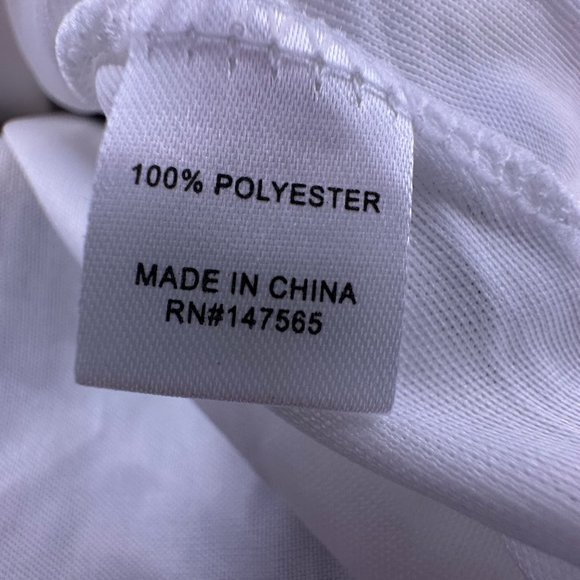 100% POLYESTER
MADE IN CHINA
RN#147565